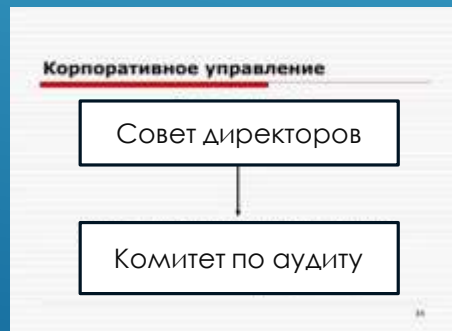 Корпоративное управление
Совет директоров
Комитет по аудиту